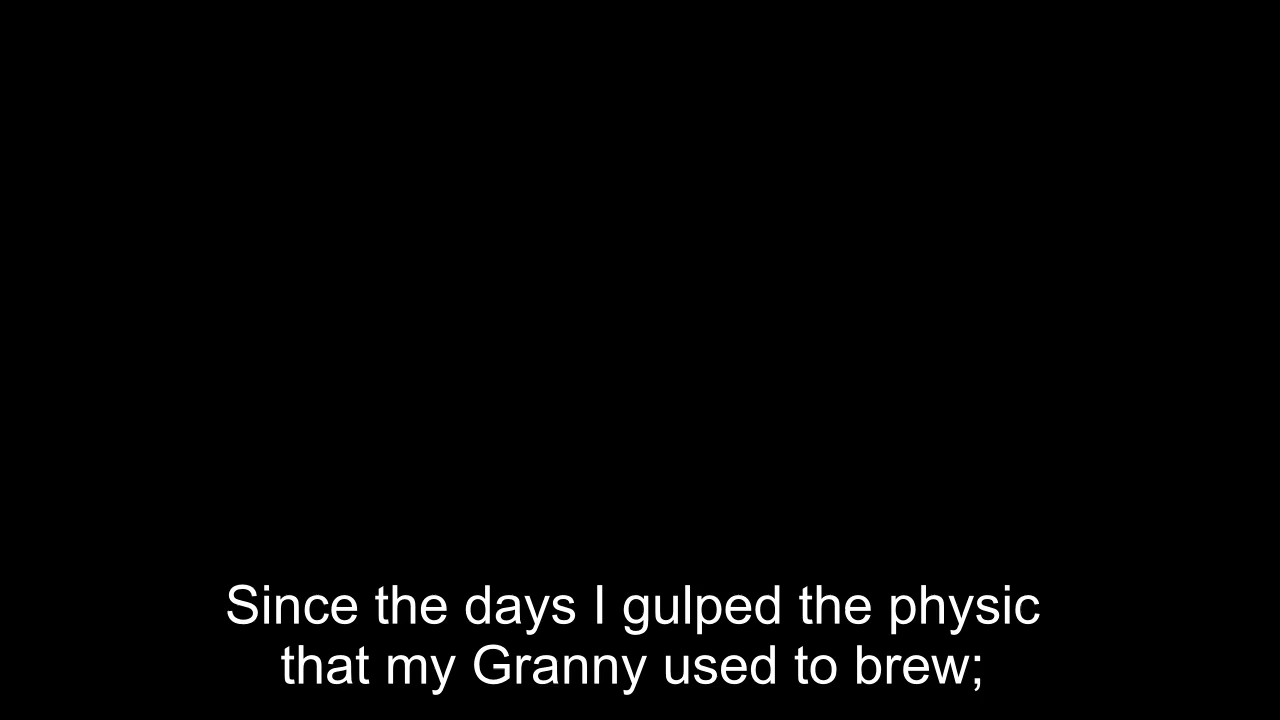 Since the days I gulped the physic
that my Granny used to brew;